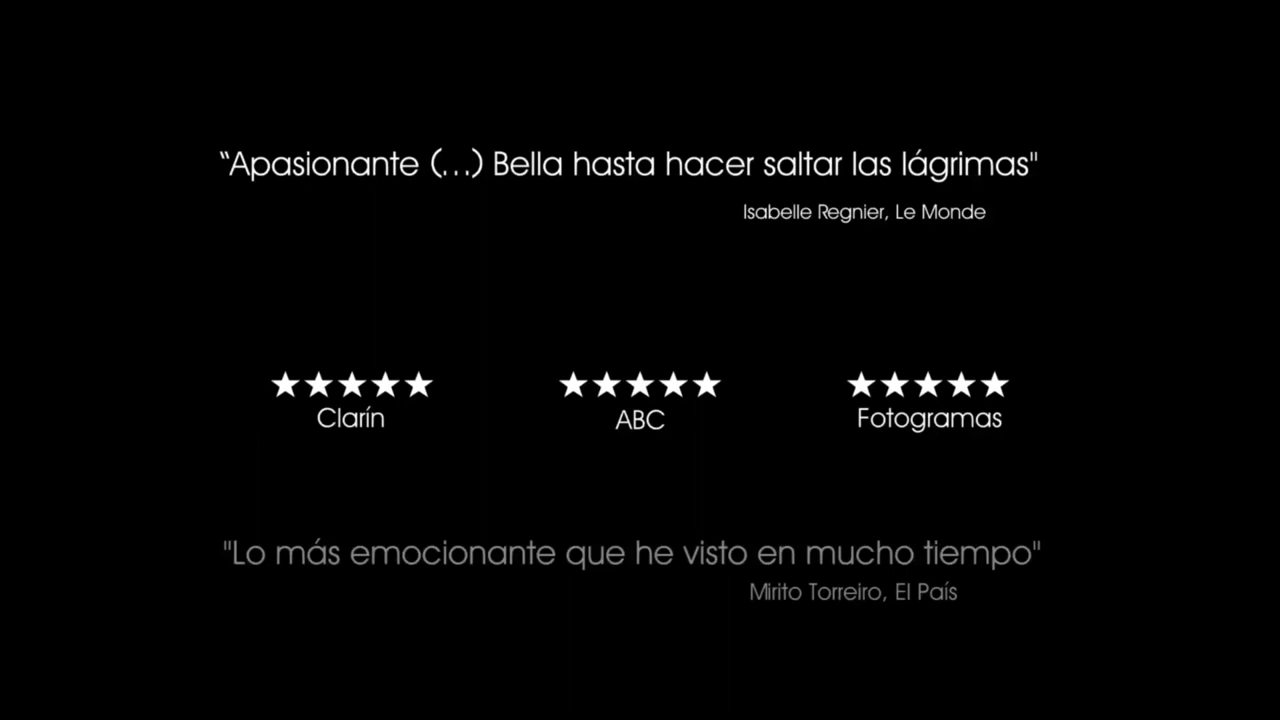 “Apasionante (...) Bella hasta hacer saltar las lágrimas"
Isabelle Regnier, Le Monde
★★★★★ ★★★★★ ★★★★★
Clarín ABC Fotogramas
"Lo más emocionante que he visto en mucho tiempo"
Mirito Torreiro, El País